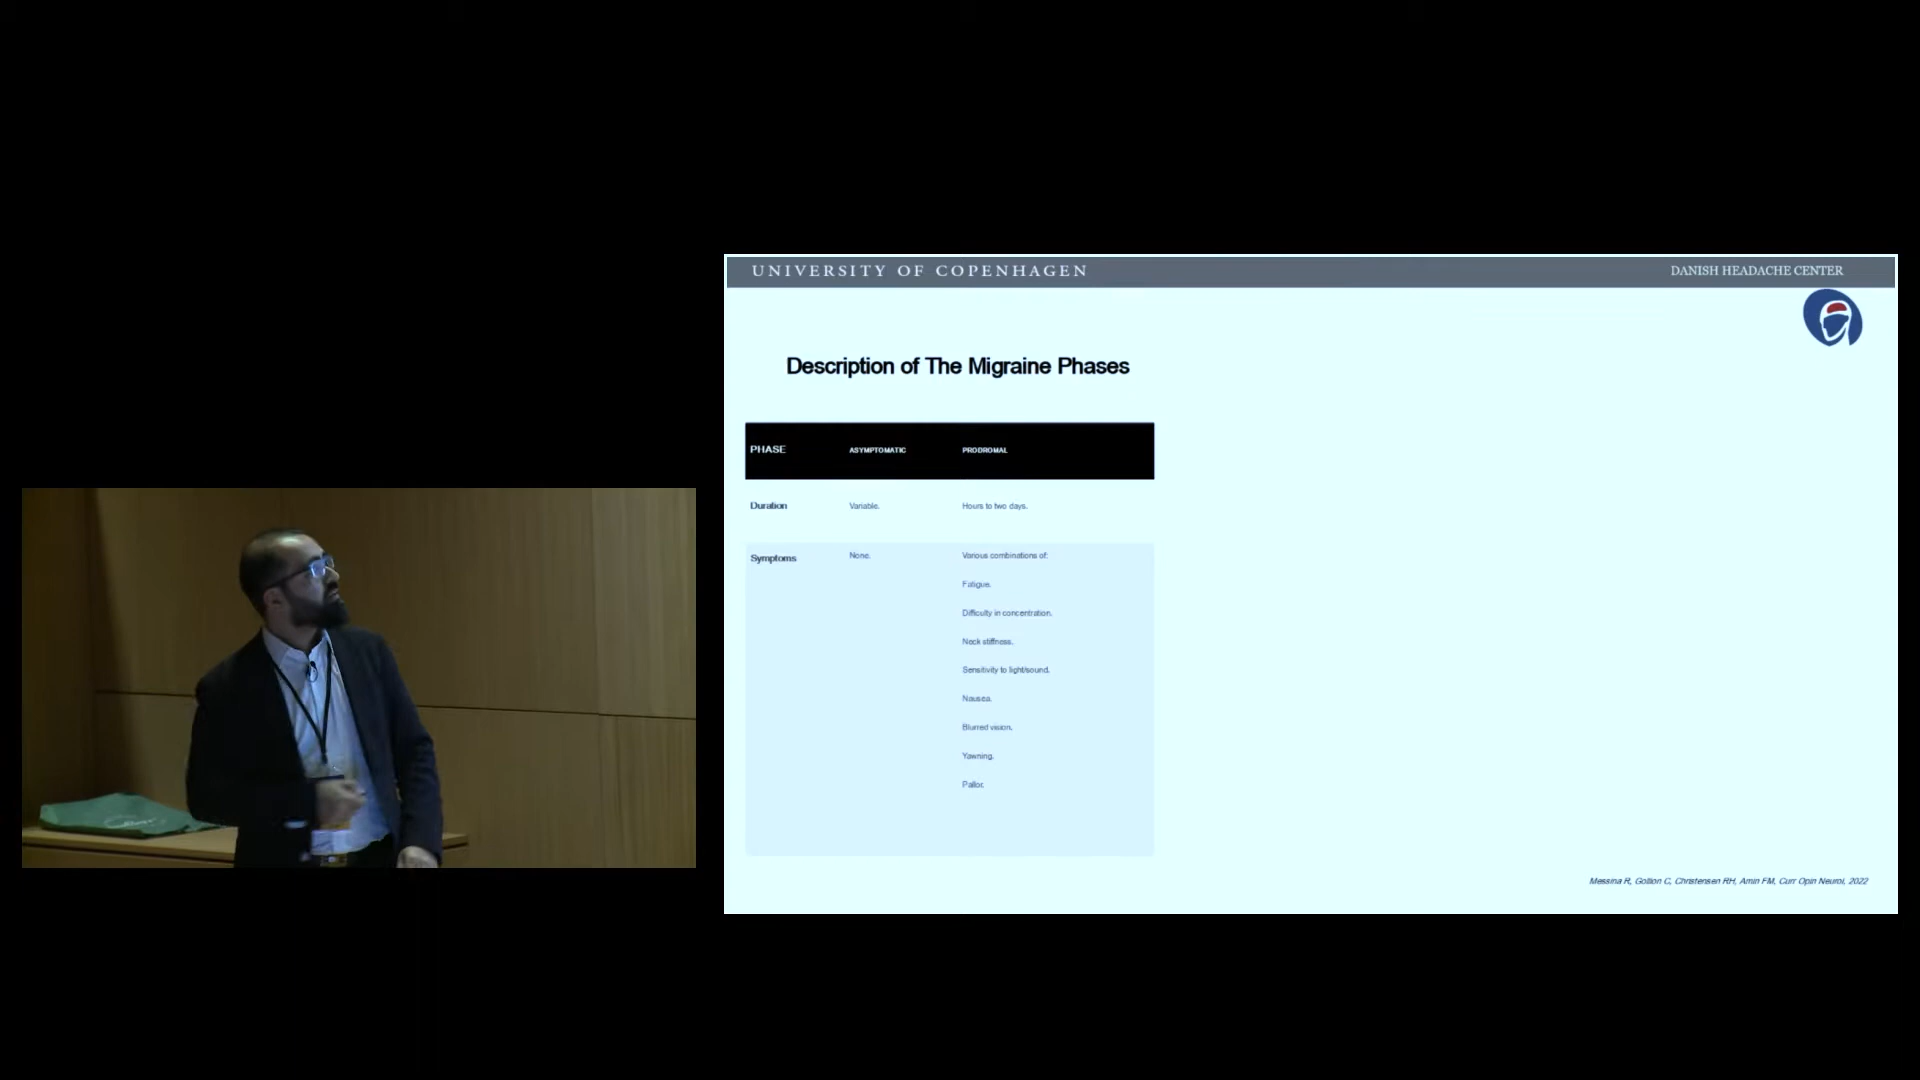 UNIVERSITY OF COPENHAGEN
DANISH HEADACHE CENTER
Description of The Migraine Phases
PHASE ASYMPTOMATIC PRODROMAL
Duration Variable. Hours to two days.
Symptoms None. Various combinations of:
Fatigue.
Difficulty in concentration.
Neck stiffness.
Sensitivity to light/sound.
Nausea.
Blurred vision.
Yawning.
Pallor.
Messina R, Gollion C, Christensen RH, Amin FM, Curr Opin Neurol, 2022